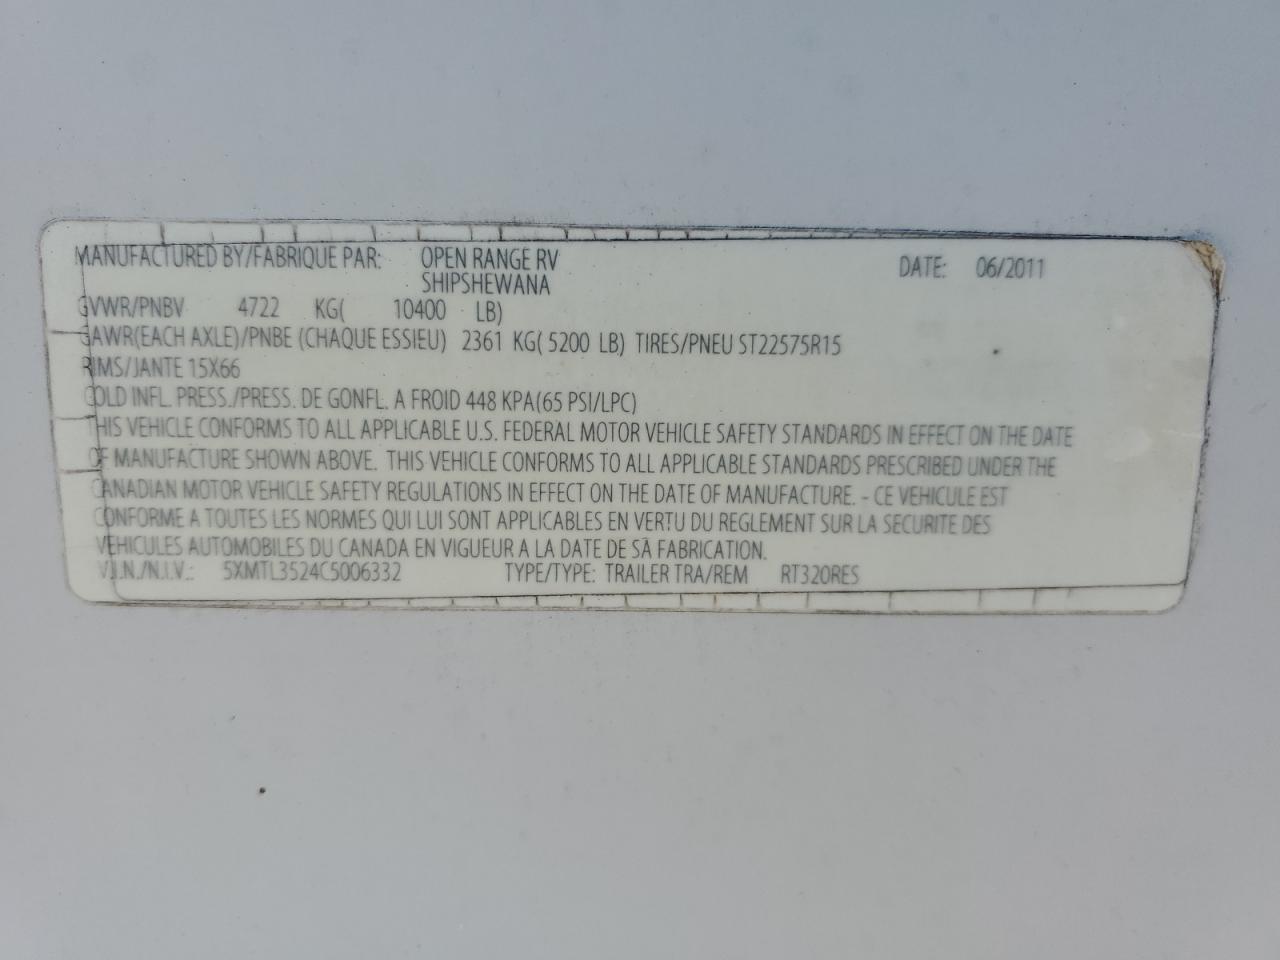 MANUFACTURED BY/FABRIQUE PAR: OPEN RANGE RV DATE: 06/2011
SHIPSHEWANA
GVWR/PNBV 4722 KG( 10400 LB)
GAWR(EACH AXLE)/PNBE (CHAQUE ESSIEU) 2361 KG( 5200 LB) TIRES/PNEU ST22575R15
RIMS/JANTE 15X66
COLD INFL. PRESS./PRESS. DE GONFL. A FROID 448 KPA(65 PSI/LPC)
THIS VEHICLE CONFORMS TO ALL APPLICABLE U.S. FEDERAL MOTOR VEHICLE SAFETY STANDARDS IN EFFECT ON THE DATE
OF MANUFACTURE SHOWN ABOVE. THIS VEHICLE CONFORMS TO ALL APPLICABLE STANDARDS PRESCRIBED UNDER THE
CANADIAN MOTOR VEHICLE SAFETY REGULATIONS IN EFFECT ON THE DATE OF MANUFACTURE. - CE VEHICULE EST
CONFORME A TOUTES LES NORMES QUI LUI SONT APPLICABLES EN VERTU DU REGLEMENT SUR LA SECURITE DES
VEHICULES AUTOMOBILES DU CANADA EN VIGUEUR A LA DATE DE SA FABRICATION.
V.I.N./N.I.V.: 5XMTL3524C5006332 TYPE/TYPE: TRAILER TRA/REM RT320RES